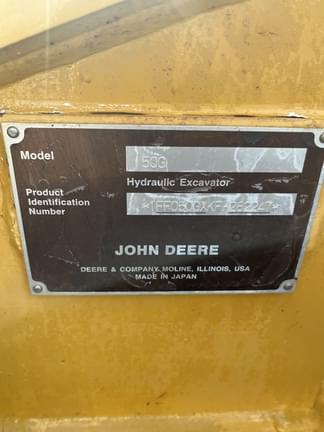 Model 50G
Hydraulic Excavator
Product
Identification
Number
JOHN DEERE
DEERE & COMPANY MOLINE, ILLINOIS, USA
MADE IN JAPAN